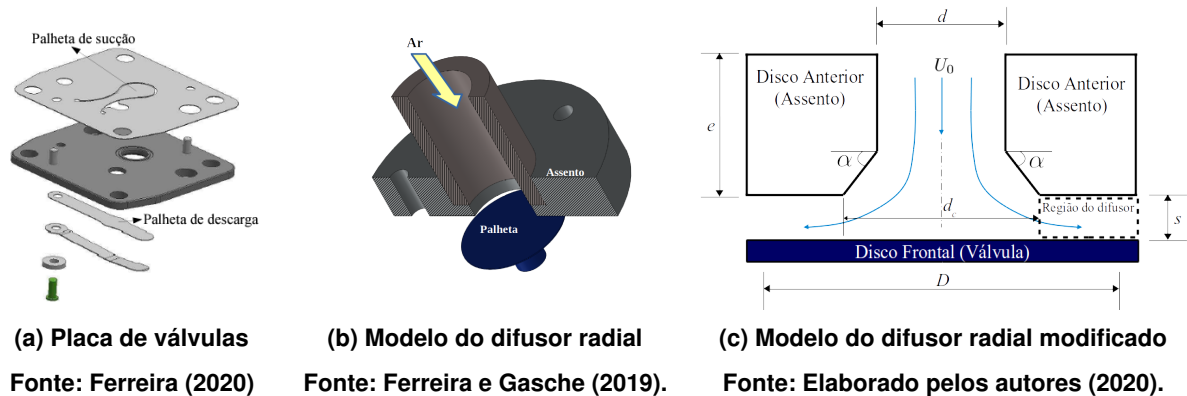 Palheta de sucção
Palheta de descarga
(a) Placa de válvulas
Fonte: Ferreira (2020)
Ar
Assento
Palheta
(b) Modelo do difusor radial
Fonte: Ferreira e Gasche (2019).
d
U₀
Disco Anterior
(Assento)
Disco Anterior
(Assento)
e
α
α
Região do difusor
d_c
s
Disco Frontal (Válvula)
D
(c) Modelo do difusor radial modificado
Fonte: Elaborado pelos autores (2020).